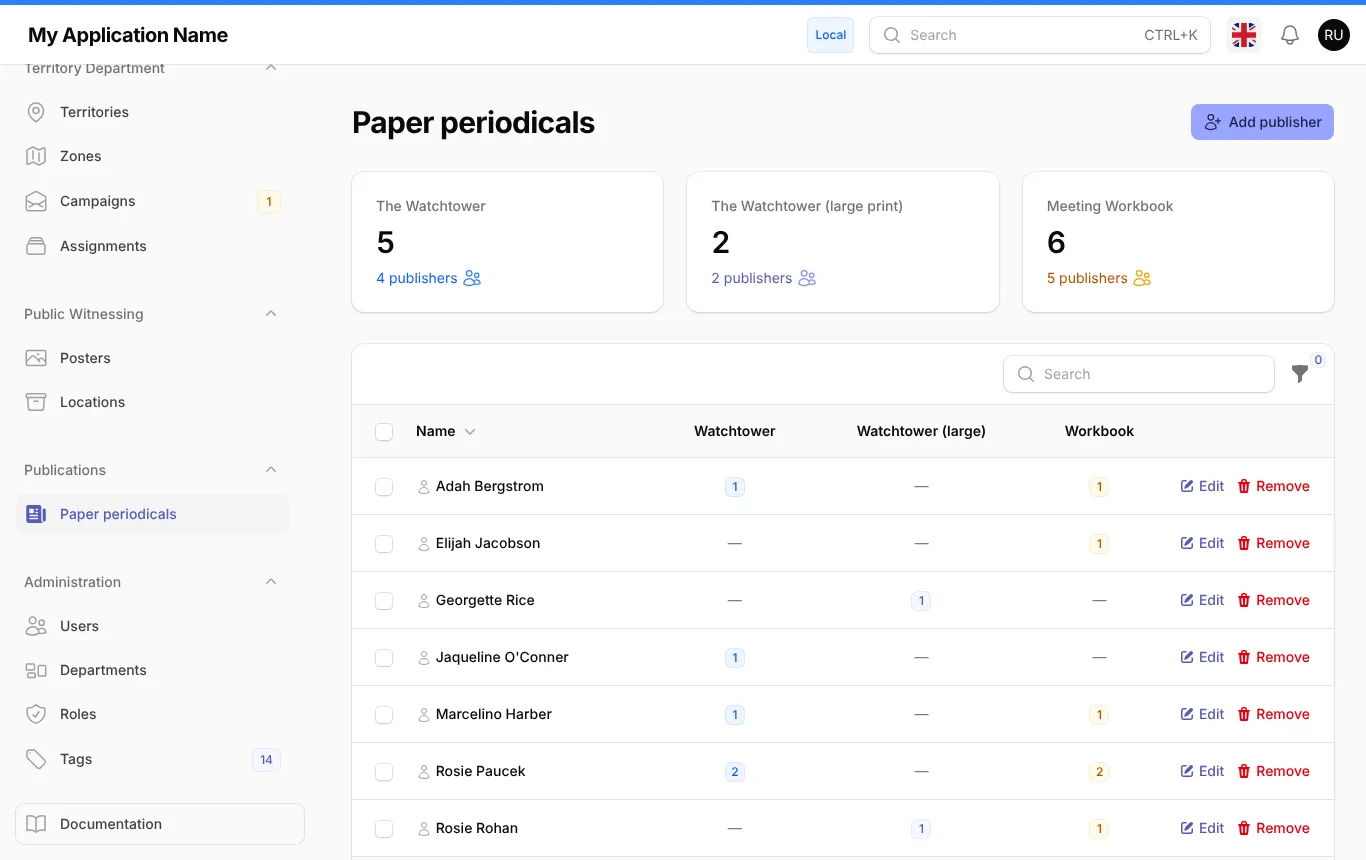 My Application Name
Local
Search CTRL+K
RU
Territory Department
Territories
Zones
Campaigns 1
Assignments
Public Witnessing
Posters
Locations
Publications
Paper periodicals
Administration
Users
Departments
Roles
Tags 14
Documentation
Paper periodicals
Add publisher
The Watchtower
5
4 publishers
The Watchtower (large print)
2
2 publishers
Meeting Workbook
6
5 publishers
Search
0
Name Watchtower Watchtower (large) Workbook
Adah Bergstrom 1 — 1 Edit Remove
Elijah Jacobson — — 1 Edit Remove
Georgette Rice — 1 — Edit Remove
Jaqueline O'Conner 1 — — Edit Remove
Marcelino Harber 1 — 1 Edit Remove
Rosie Paucek 2 — 2 Edit Remove
Rosie Rohan — 1 1 Edit Remove